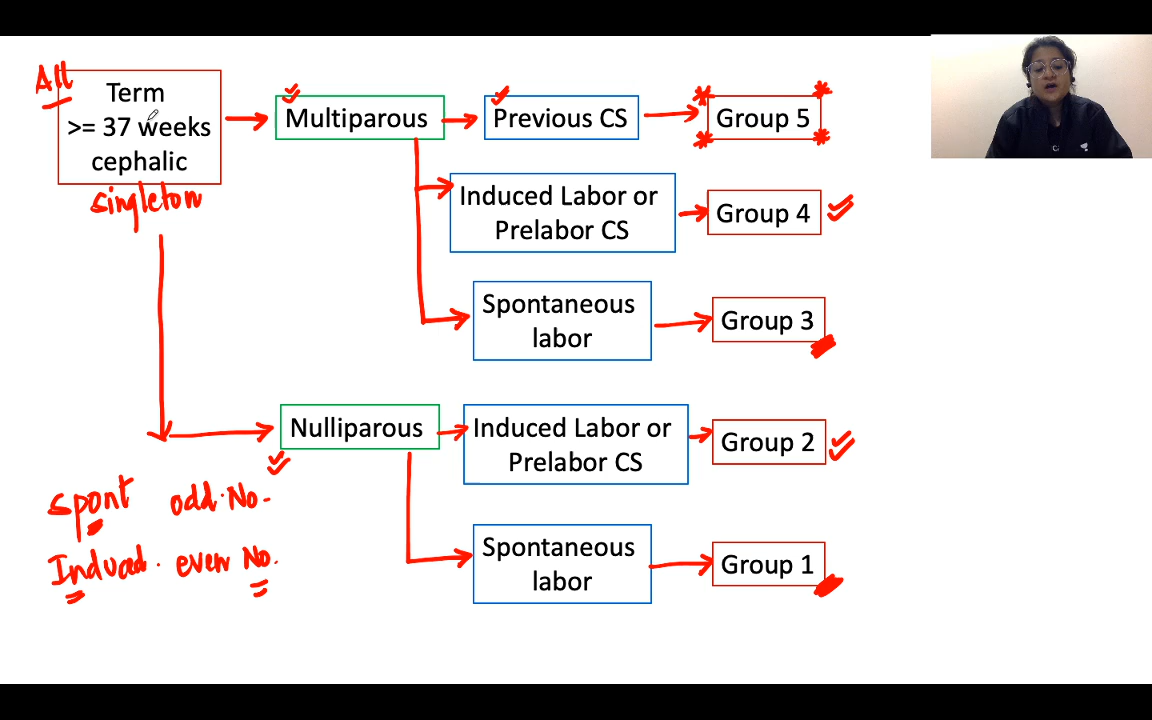 All
Term
>= 37 weeks
cephalic
singleton
Multiparous
Previous CS
Group 5
Induced Labor or
Prelabor CS
Group 4
Spontaneous
labor
Group 3
Nulliparous
Induced Labor or
Prelabor CS
Group 2
Spontaneous
labor
Group 1
Spont odd No.
Induced. even No.